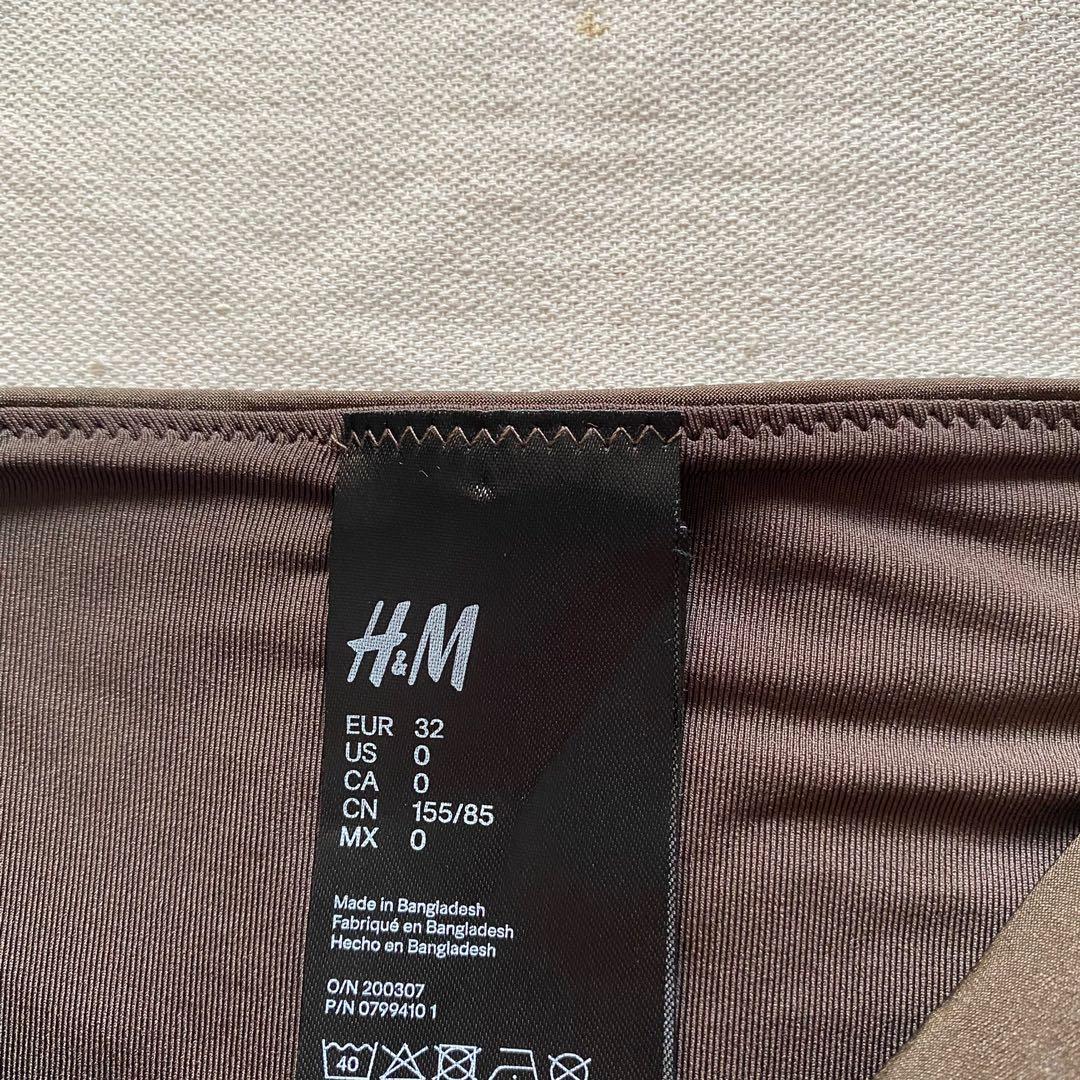 H&M
EUR 32
US 0
CA 0
CN 155/85
MX 0
Made in Bangladesh
Fabriqué en Bangladesh
Hecho en Bangladesh
O/N 200307
P/N 0799410 1
40